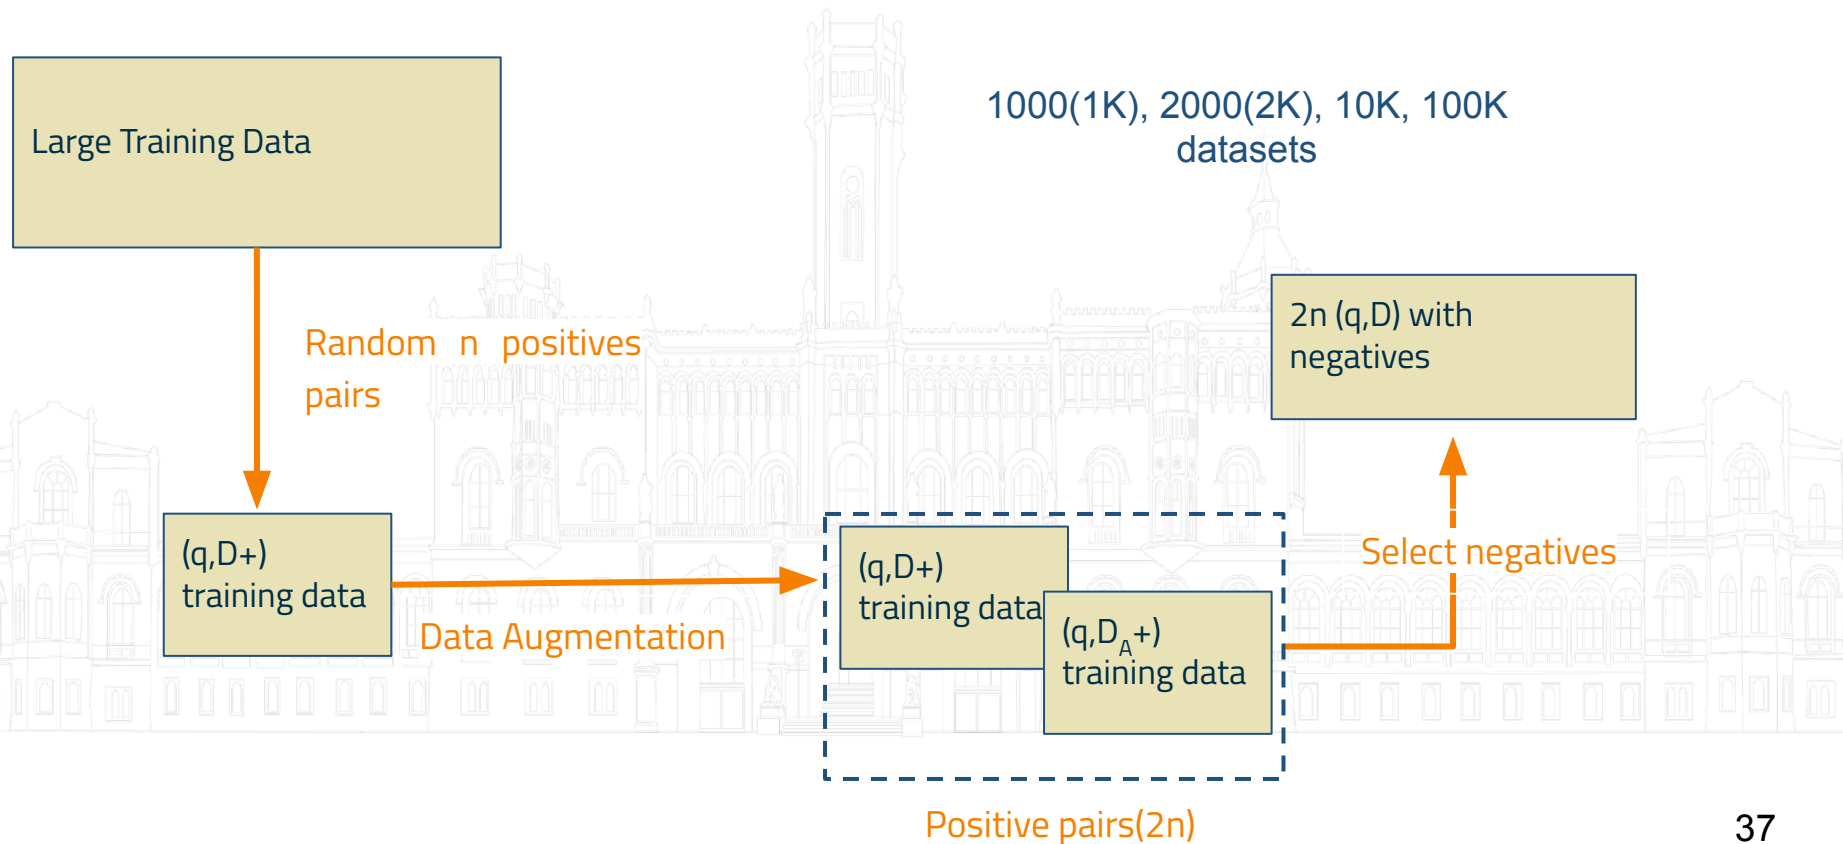 1000(1K), 2000(2K), 10K, 100K
datasets
Large Training Data
Random n positives
pairs
2n (q,D) with
negatives
(q,D+)
training data
Data Augmentation
(q,D+)
training data
(q,D_A+)
training data
Select negatives
Positive pairs(2n)
37